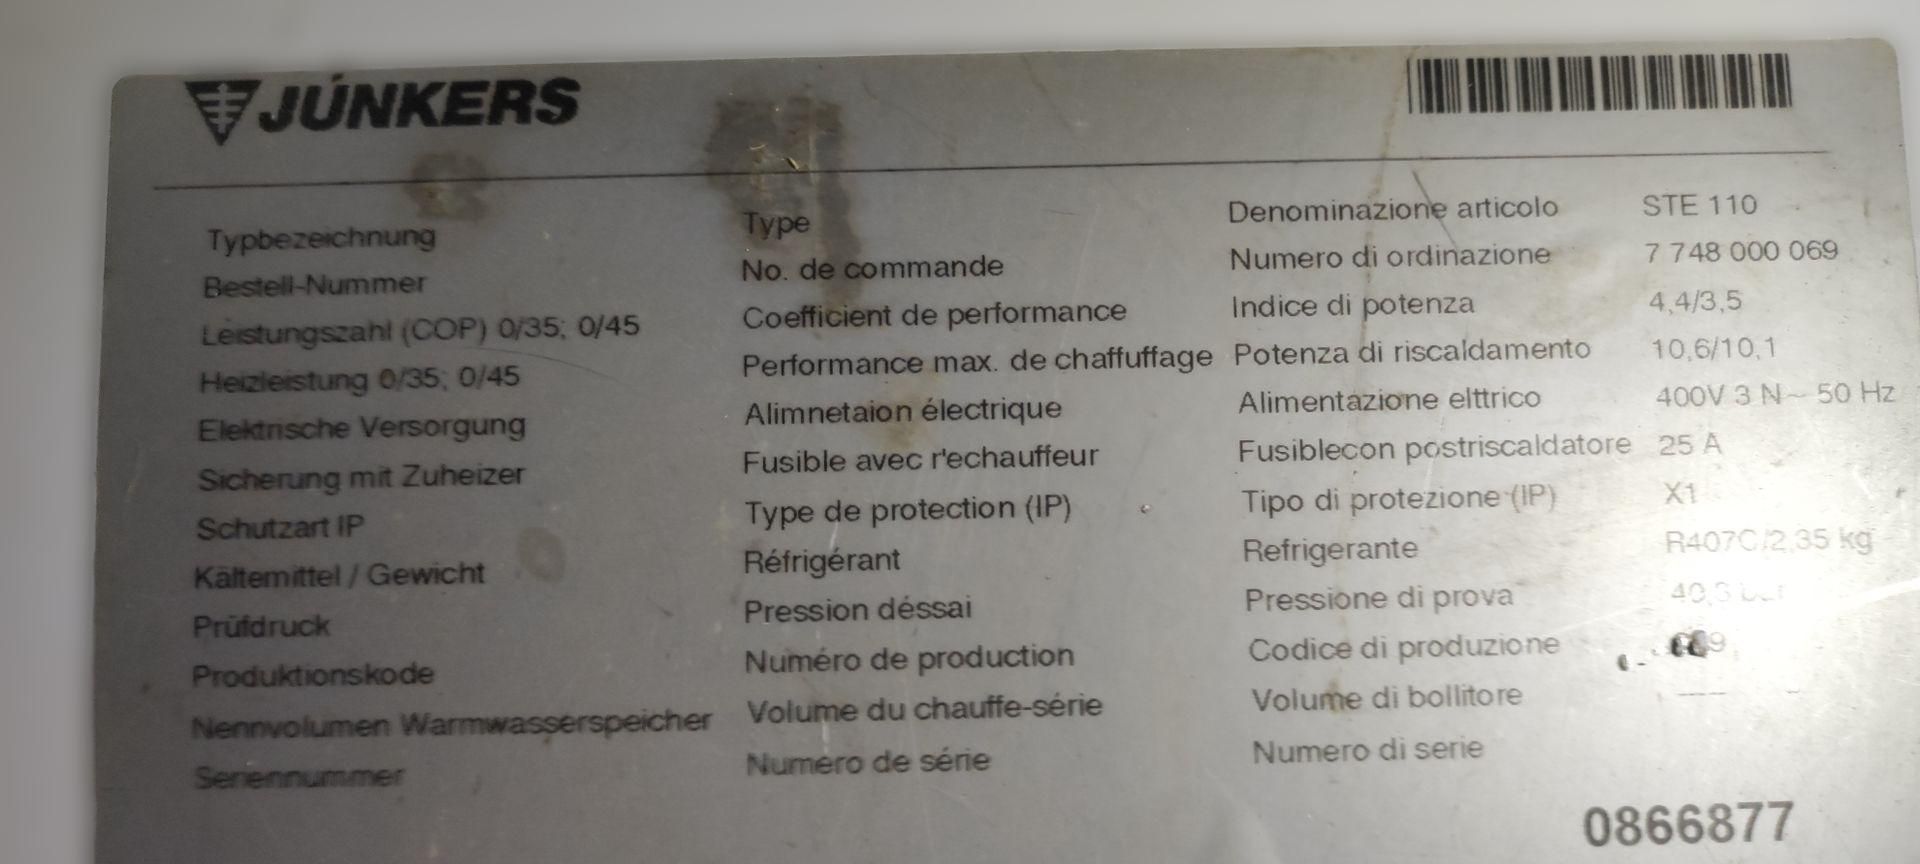 JUNKERS
Typbezeichnung Type Denominazione articolo STE 110
Bestell-Nummer No. de commande Numero di ordinazione 7 748 000 069
Leistungszahl (COP) 0/35; 0/45 Coefficient de performance Indice di potenza 4,4/3,5
Heizleistung 0/35; 0/45 Performance max. de chaffuffage Potenza di riscaldamento 10,6/10,1
Elektrische Versorgung Alimnetaion électrique Alimentazione elttrico 400V 3 N~ 50 Hz
Sicherung mit Zuheizer Fusible avec r'echauffeur Fusiblecon postriscaldatore 25 A
Schutzart IP Type de protection (IP) Tipo di protezione (IP) X1
Kältemittel / Gewicht Réfrigérant Refrigerante R407C/2,35 kg
Prüfdruck Pression déssai Pressione di prova
Produktionskode Numéro de production Codice di produzione
Nennvolumen Warmwasserspeicher Volume du chauffe-série Volume di bollitore ----
Seriennummer Numero de série Numero di serie
0866877